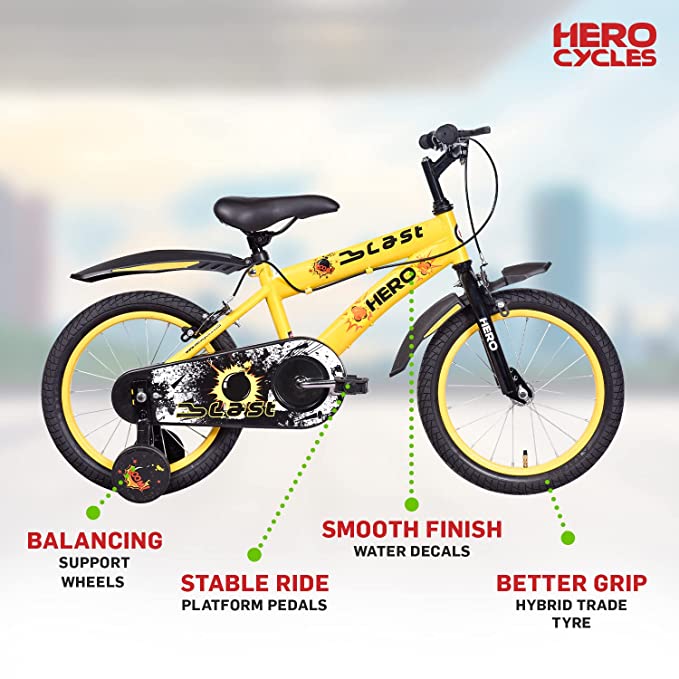 HERO
CYCLES
BLAST
HERO
HERO
BLAST
BALANCING
SUPPORT
WHEELS
STABLE RIDE
PLATFORM PEDALS
SMOOTH FINISH
WATER DECALS
BETTER GRIP
HYBRID TRADE
TYRE